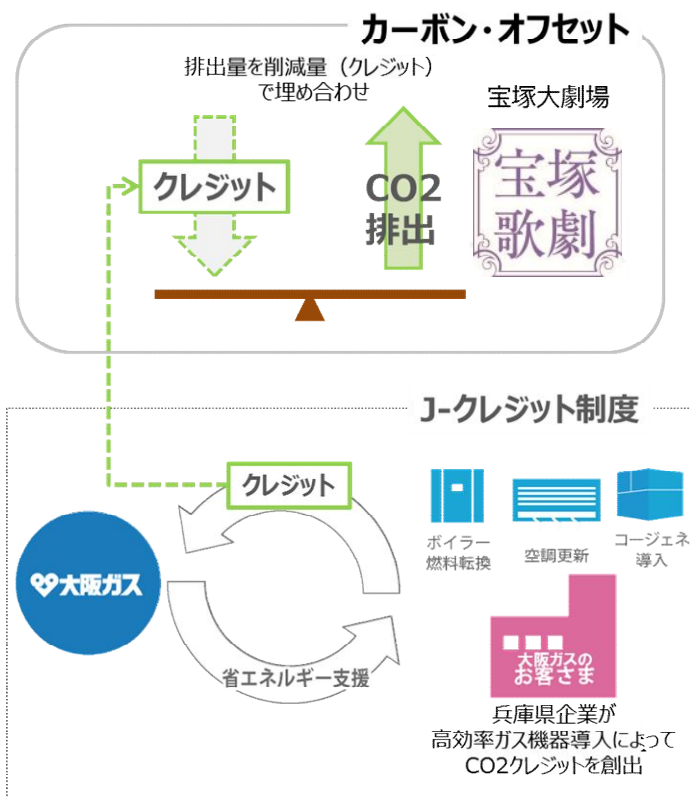 カーボン・オフセット
排出量を削減量（クレジット）
で埋め合わせ
宝塚大劇場
クレジット
CO2
排出
宝塚
歌劇
J-クレジット制度
クレジット
ボイラー
燃料転換
空調更新
コージェネ
導入
大阪ガス
省エネルギー支援
大阪ガスの
お客さま
兵庫県企業が
高効率ガス機器導入によって
CO2クレジットを創出